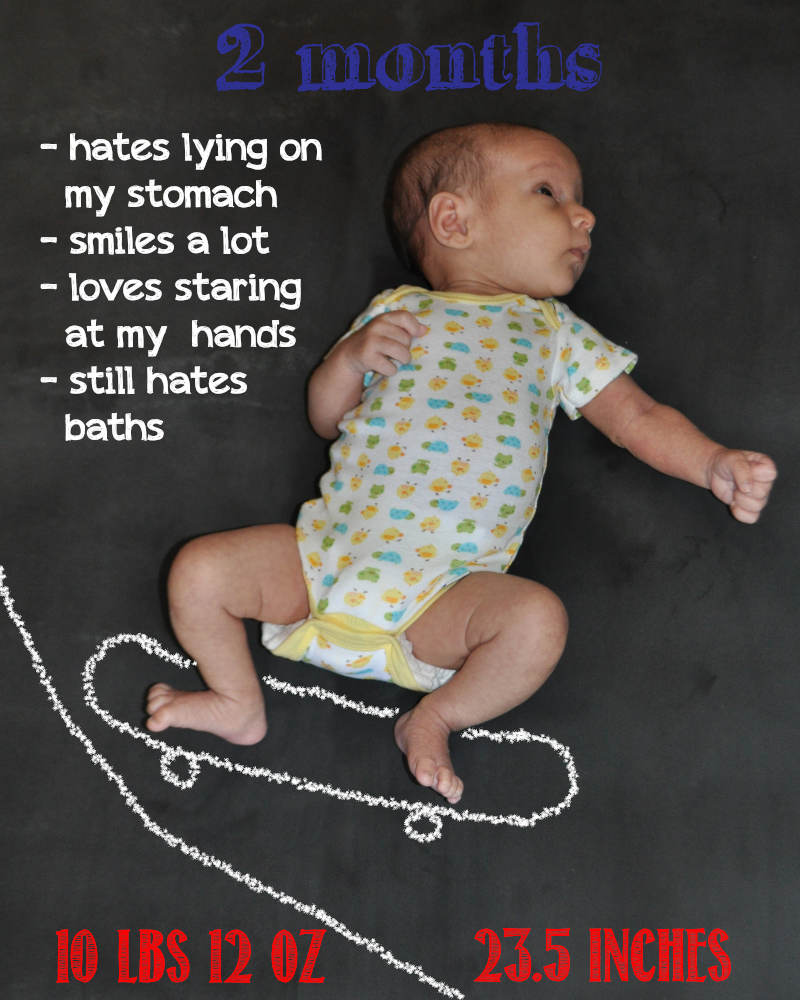 2 months
- hates lying on
my stomach
- smiles a lot
- loves staring
at my hands
- still hates
baths
10 LBS 12 OZ
23.5 INCHES